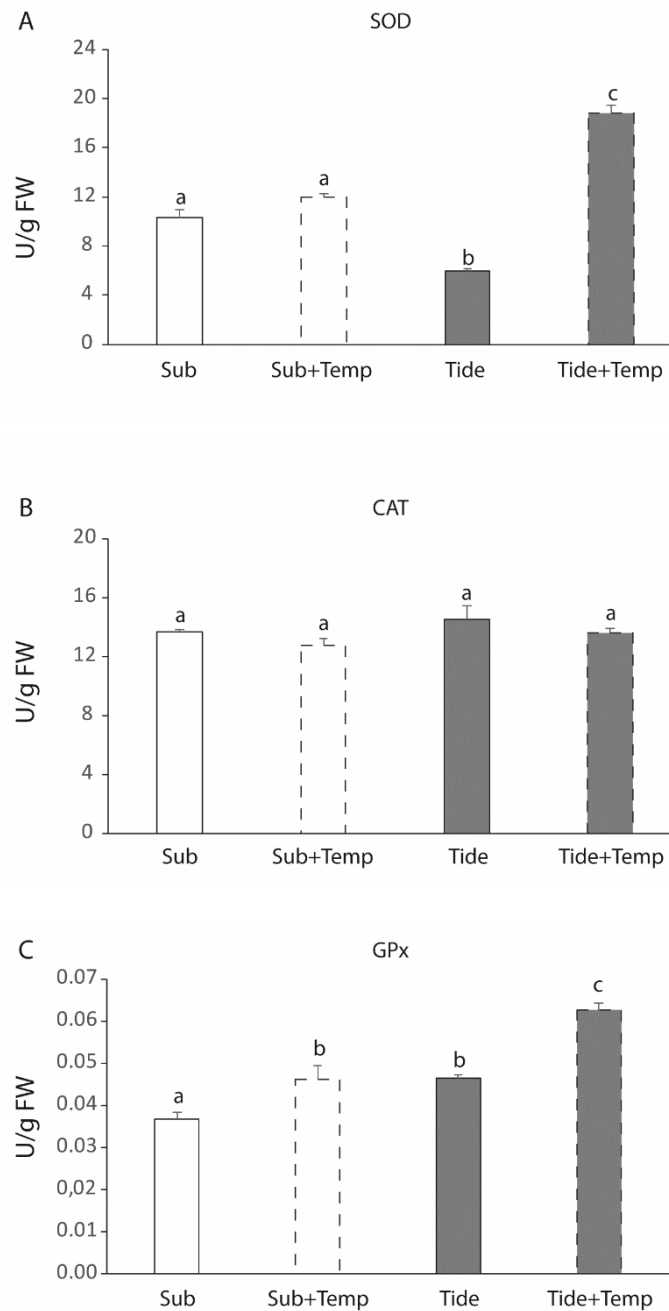 A
SOD
24
20
16
12
8
4
0
U/g FW
a
a
b
c
Sub
Sub+Temp
Tide
Tide+Temp
B
CAT
20
16
12
8
4
0
U/g FW
a
a
a
a
Sub
Sub+Temp
Tide
Tide+Temp
C
GPx
0.07
0.06
0.05
0.04
0.03
0,02
0.01
0.00
U/g FW
a
b
b
c
Sub
Sub+Temp
Tide
Tide+Temp